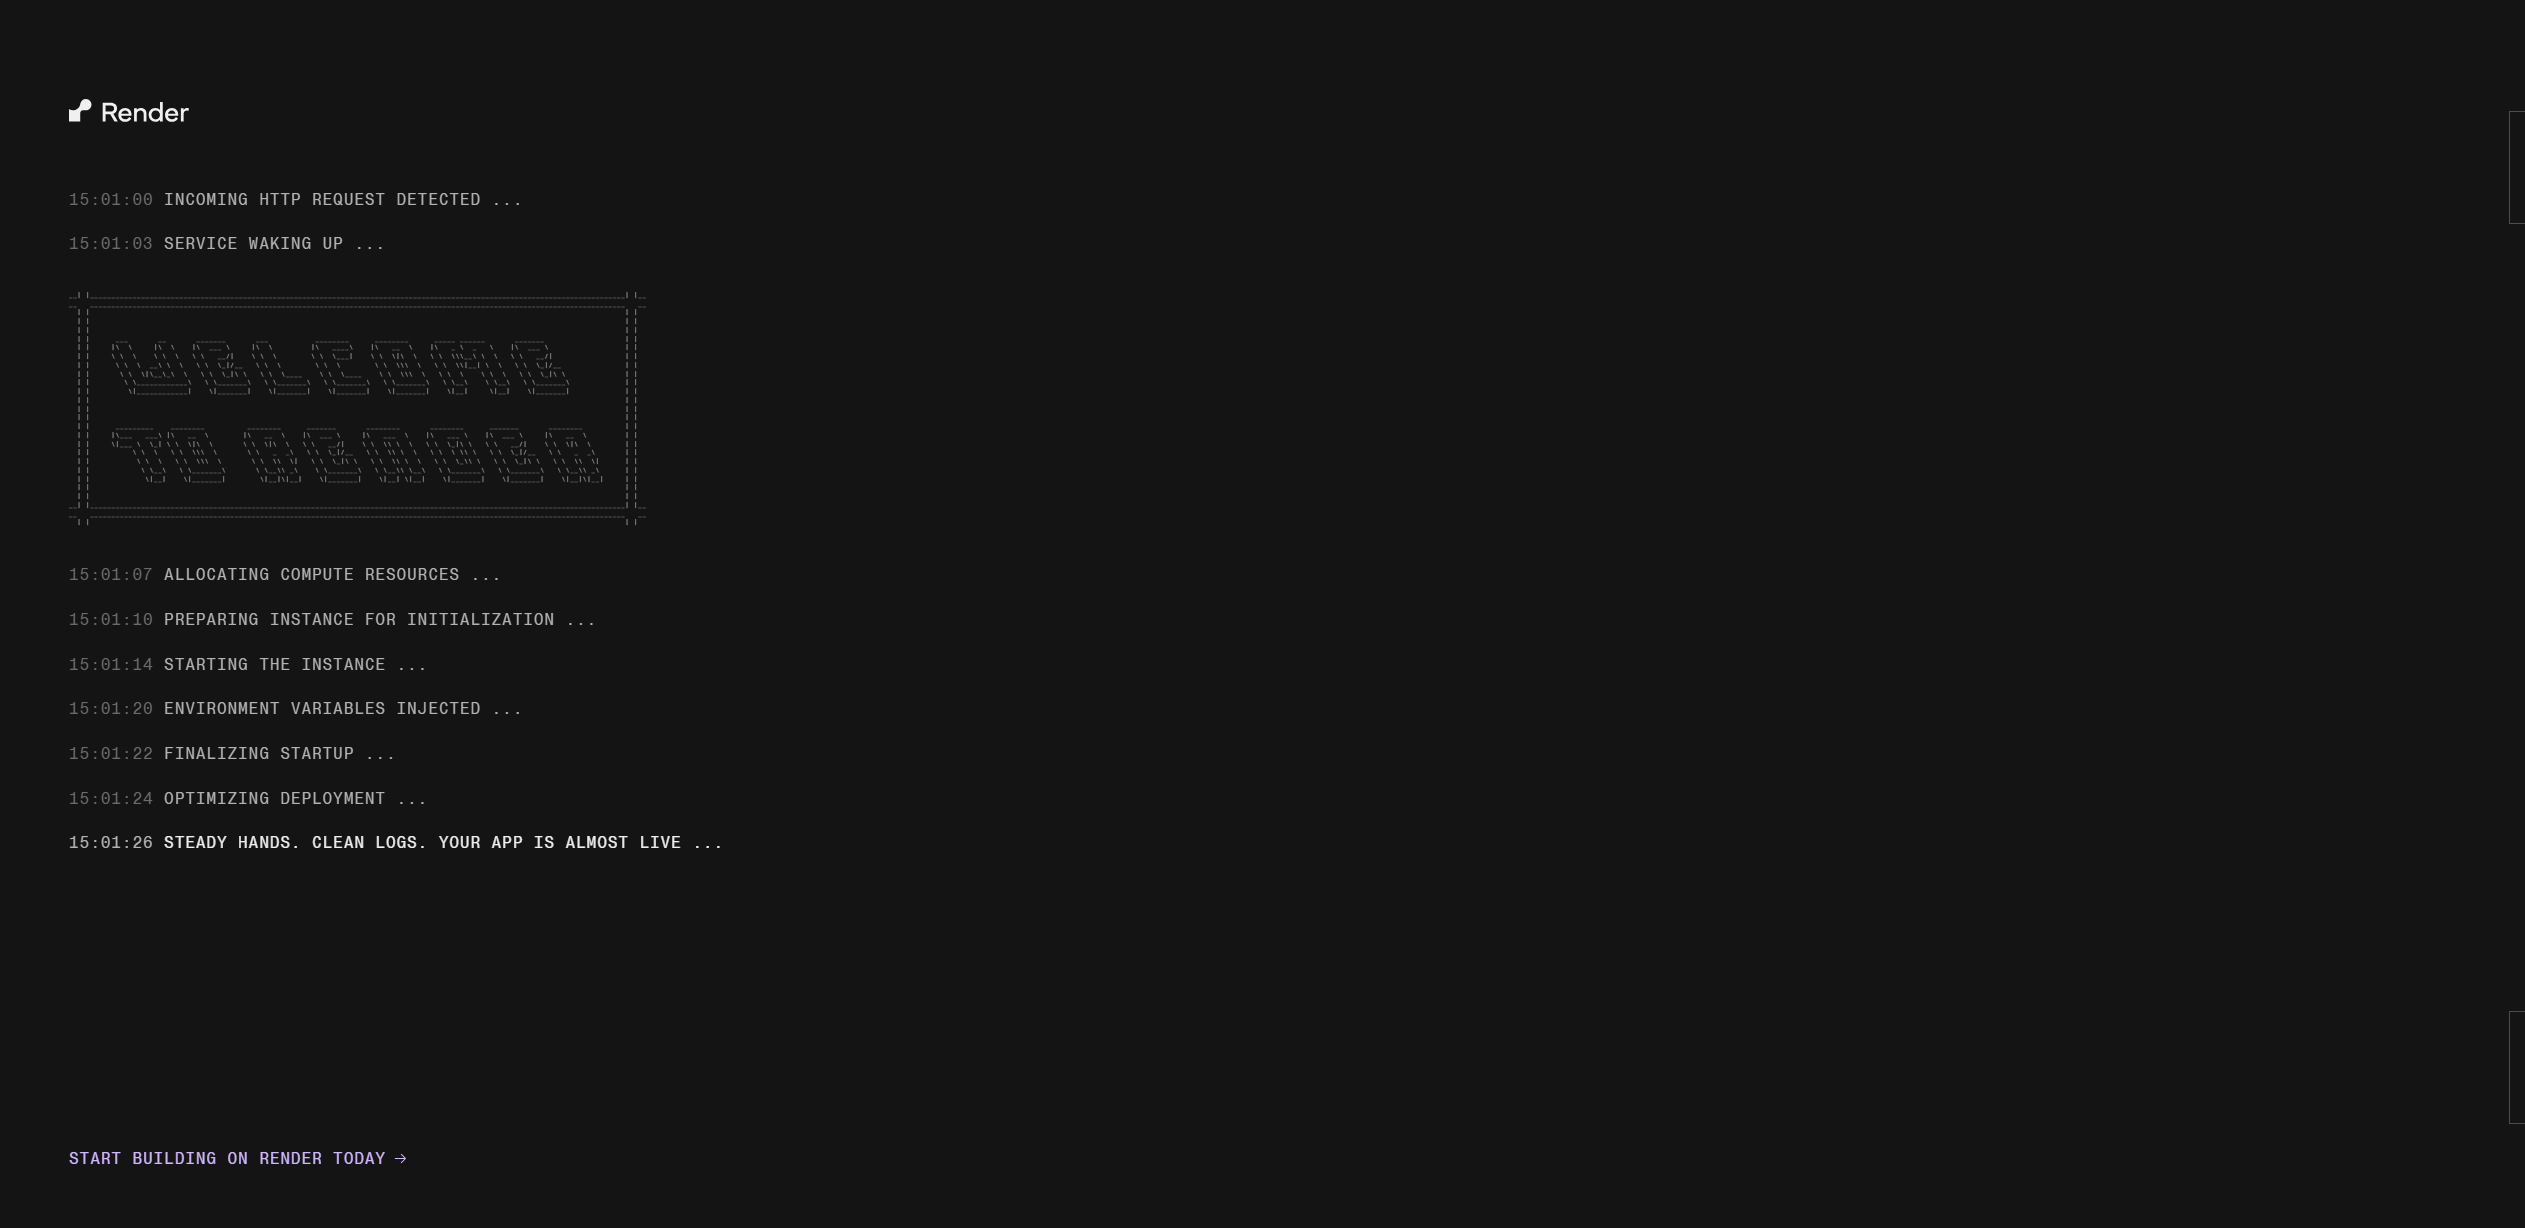 Render
15:01:00 INCOMING HTTP REQUEST DETECTED ...
15:01:03 SERVICE WAKING UP ...
WELCOME
TO RENDER
15:01:07 ALLOCATING COMPUTE RESOURCES ...
15:01:10 PREPARING INSTANCE FOR INITIALIZATION ...
15:01:14 STARTING THE INSTANCE ...
15:01:20 ENVIRONMENT VARIABLES INJECTED ...
15:01:22 FINALIZING STARTUP ...
15:01:24 OPTIMIZING DEPLOYMENT ...
15:01:26 STEADY HANDS. CLEAN LOGS. YOUR APP IS ALMOST LIVE ...
START BUILDING ON RENDER TODAY →